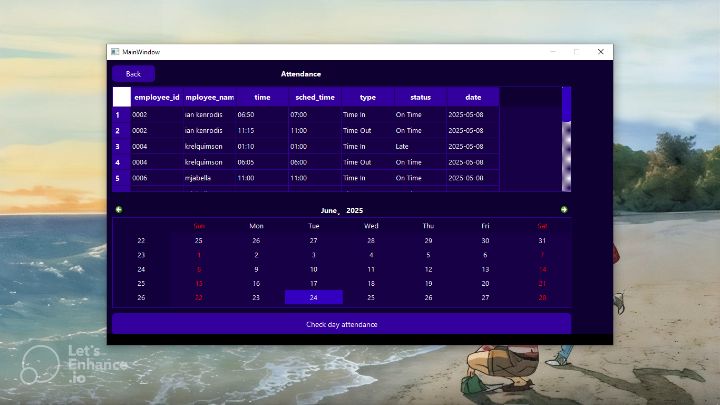 MainWindow
Back
Attendance
employee_id mployee_nam time sched_time type status date
1 0002 ian kenrodis 06:50 07:00 Time In On Time 2025-05-08
2 0002 ian kenrodis 11:15 11:00 Time Out On Time 2025-05-08
3 0004 krelquimson 01:10 01:00 Time In Late 2025-05-08
4 0004 krelquimson 06:05 06:00 Time Out On Time 2025-05-08
5 0006 mjabella 11:00 11:00 Time In On Time 2025-05-08
June, 2025
Sun Mon Tue Wed Thu Fri Sat
22 25 26 27 28 29 30 31
23 1 2 3 4 5 6 7
24 8 9 10 11 12 13 14
25 15 16 17 18 19 20 21
26 22 23 24 25 26 27 28
Check day attendance
Let's
Enhance
.io